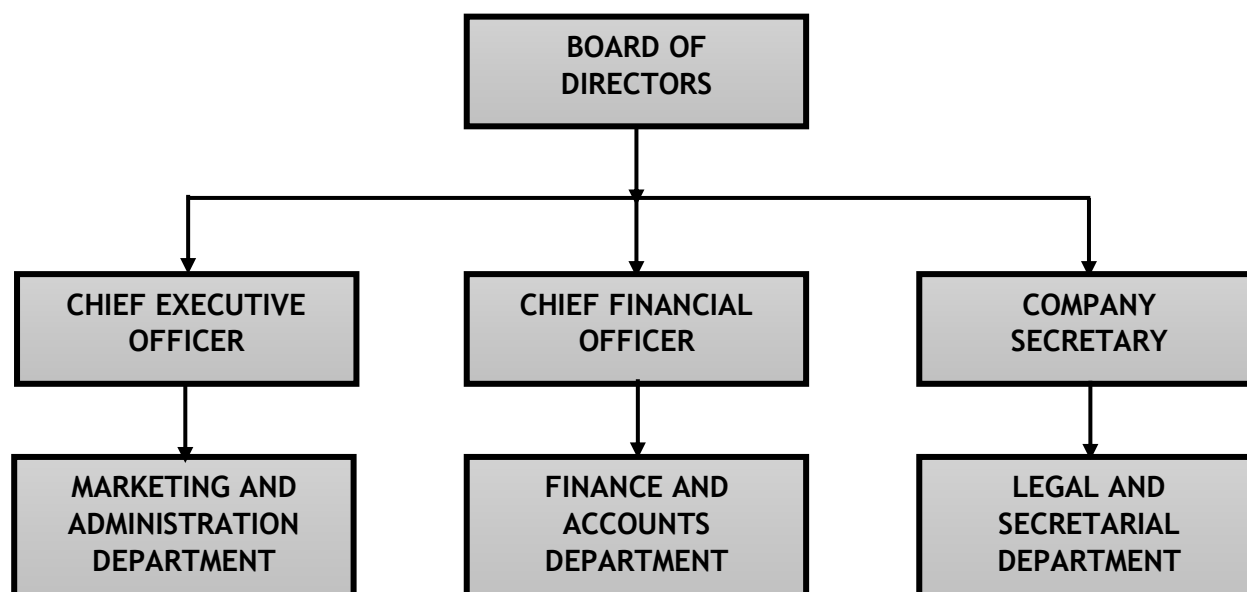 BOARD OF
DIRECTORS
CHIEF EXECUTIVE
OFFICER
CHIEF FINANCIAL
OFFICER
COMPANY
SECRETARY
MARKETING AND
ADMINISTRATION
DEPARTMENT
FINANCE AND
ACCOUNTS
DEPARTMENT
LEGAL AND
SECRETARIAL
DEPARTMENT